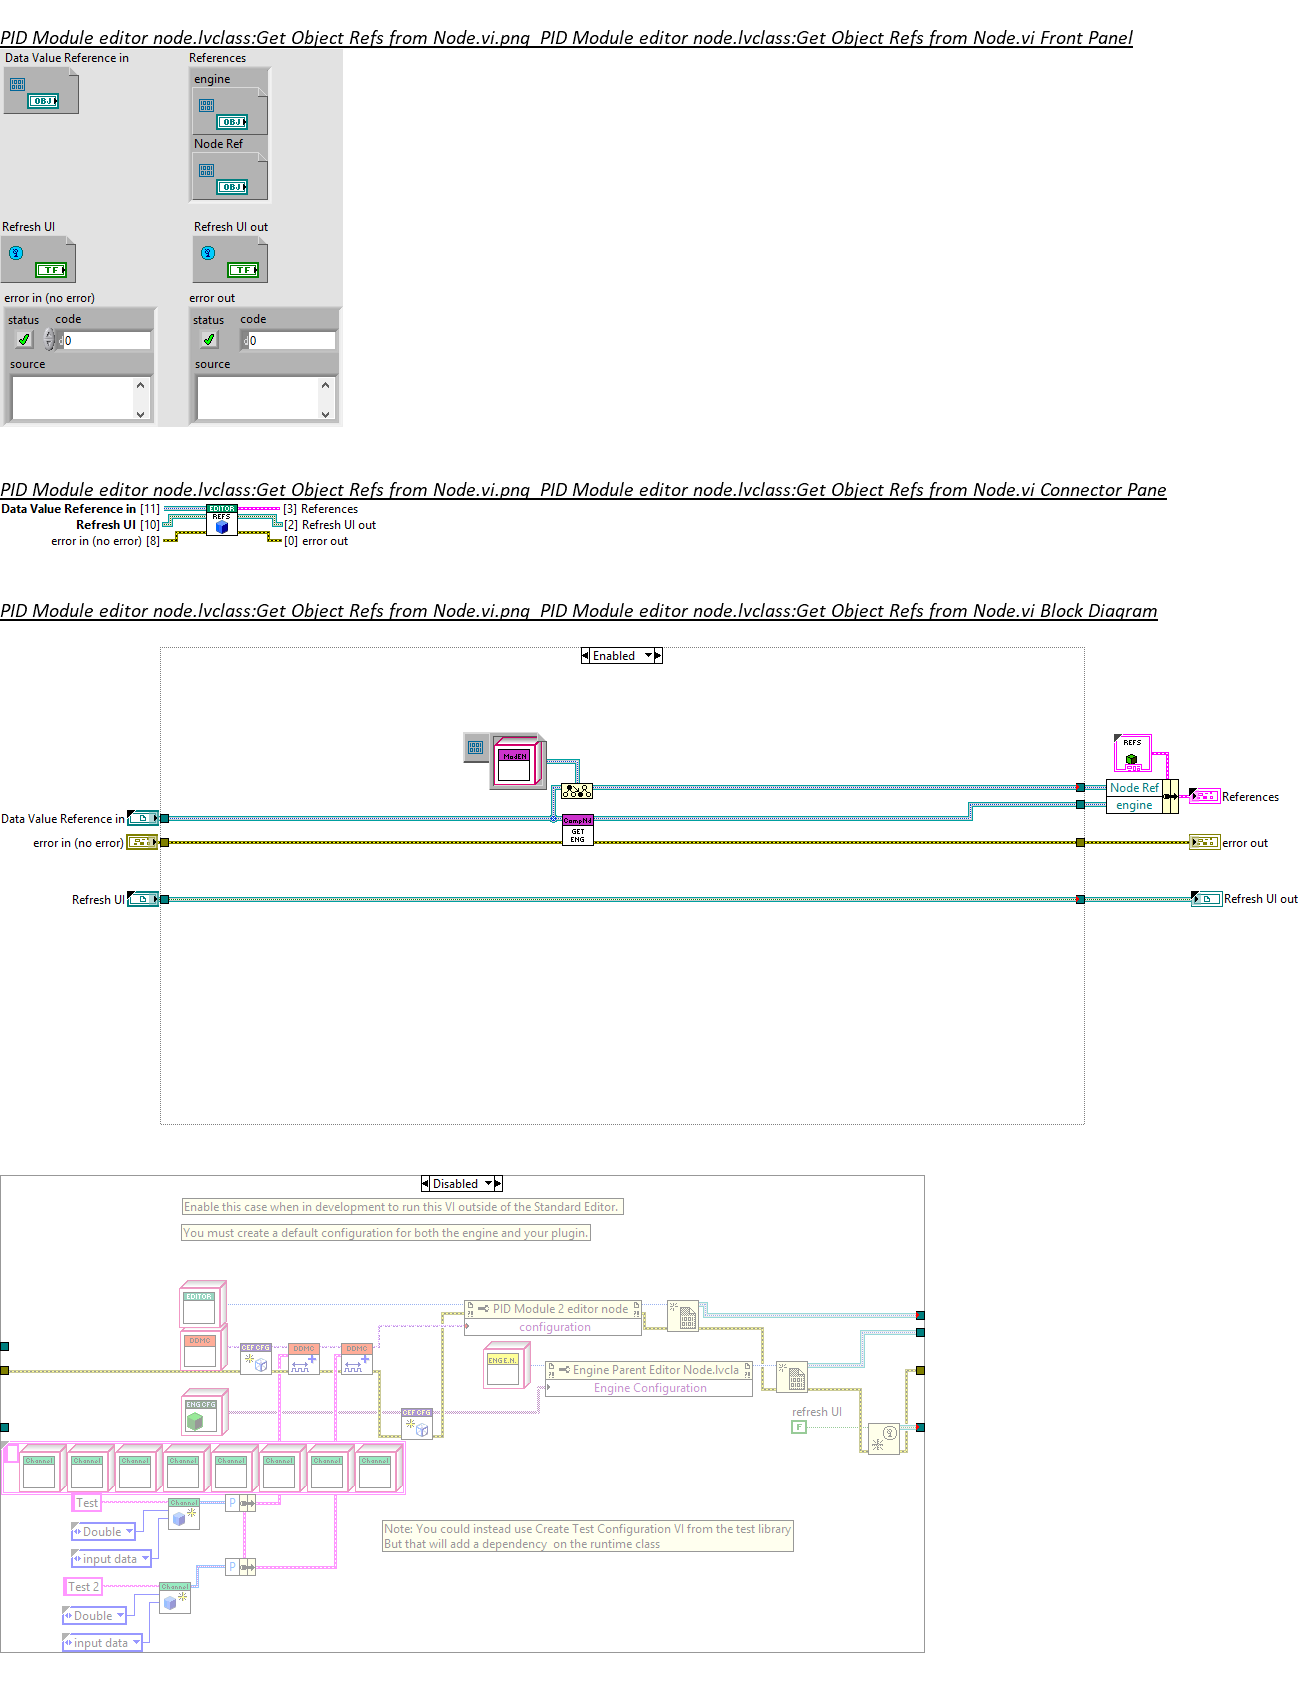 PID Module editor node.lvclass:Get Object Refs from Node.vi.png  PID Module editor node.lvclass:Get Object Refs from Node.vi Front Panel
Data Value Reference in
References
engine
OBJ
OBJ
Node Ref
OBJ
Refresh UI
Refresh UI out
TF
TF
error in (no error)
error out
status
code
status
code
0
0
source
source
PID Module editor node.lvclass:Get Object Refs from Node.vi.png  PID Module editor node.lvclass:Get Object Refs from Node.vi Connector Pane
Data Value Reference in [11]
EDITOR
[3] References
REFS
Refresh UI [10]
[2] Refresh UI out
error in (no error) [8]
[0] error out
PID Module editor node.lvclass:Get Object Refs from Node.vi.png  PID Module editor node.lvclass:Get Object Refs from Node.vi Block Diagram
Enabled
REFS
ModEN
Node Ref
References
engine
Data Value Reference in
CompNd
GET
ENG
error in (no error)
error out
Refresh UI
Refresh UI out
Disabled
Enable this case when in development to run this VI outside of the Standard Editor.
You must create a default configuration for both the engine and your plugin.
EDITOR
PID Module 2 editor node
configuration
DDMC
CEF CFG
DDMC
DDMC
ENG E.N.
Engine Parent Editor Node.lvcla
Engine Configuration
ENG CFG
CEF CFG
refresh UI
F
Channel
Channel
Channel
Channel
Channel
Channel
Channel
Channel
Test
Channel
P
Double
input data
Note: You could instead use Create Test Configuration VI from the test library
But that will add a dependency  on the runtime class
P
Test 2
Channel
Double
input data